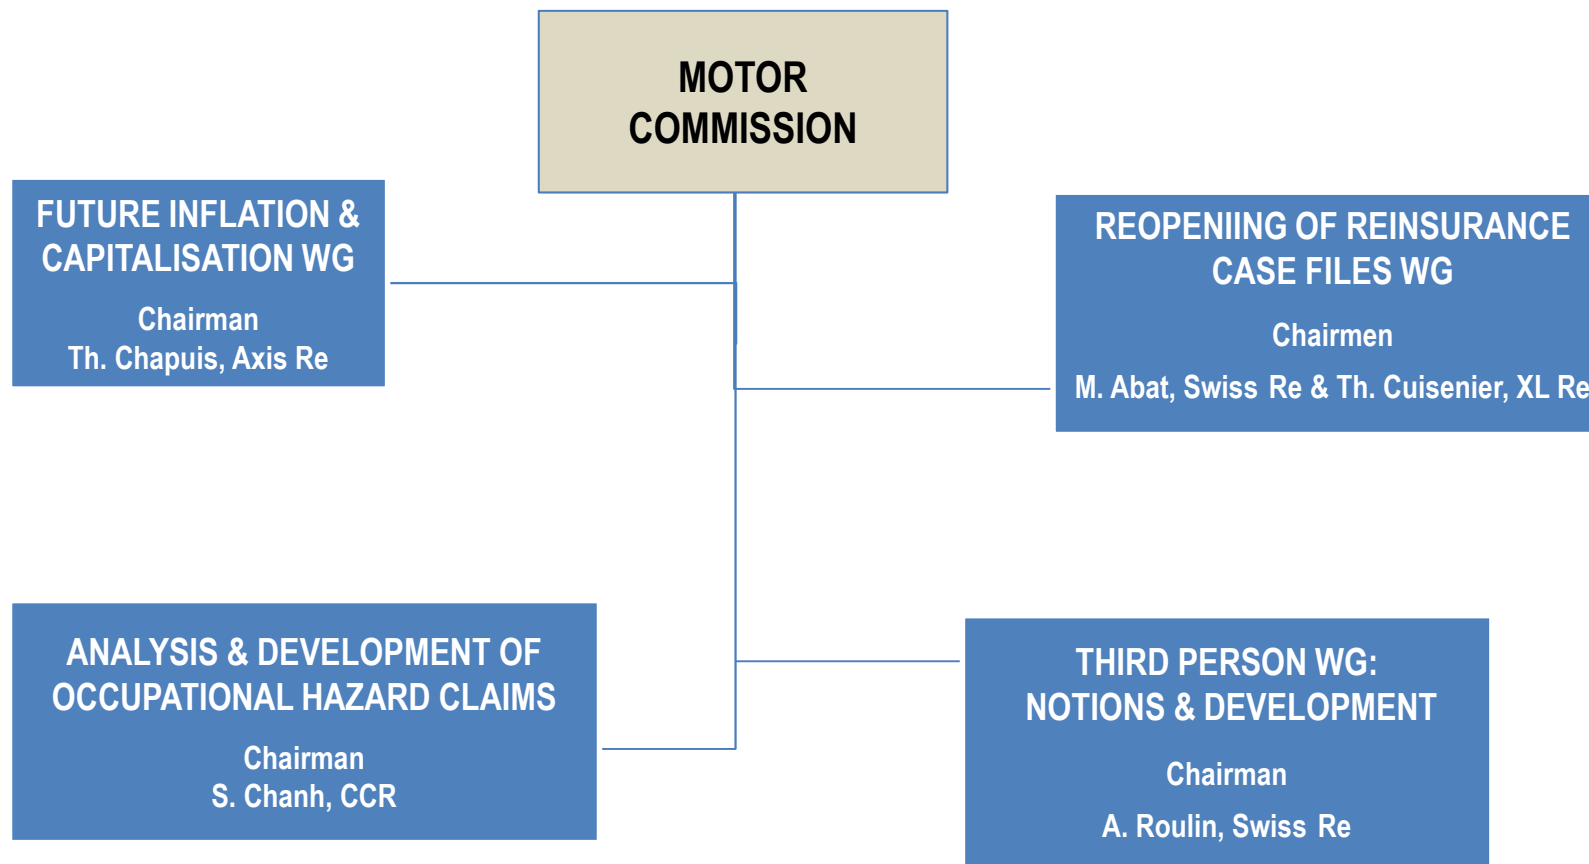 MOTOR
COMMISSION
FUTURE INFLATION &
CAPITALISATION WG
Chairman
Th. Chapuis, Axis Re
REOPENIING OF REINSURANCE
CASE FILES WG
Chairmen
M. Abat, Swiss Re & Th. Cuisenier, XL Re
ANALYSIS & DEVELOPMENT OF
OCCUPATIONAL HAZARD CLAIMS
Chairman
S. Chanh, CCR
THIRD PERSON WG:
NOTIONS & DEVELOPMENT
Chairman
A. Roulin, Swiss Re